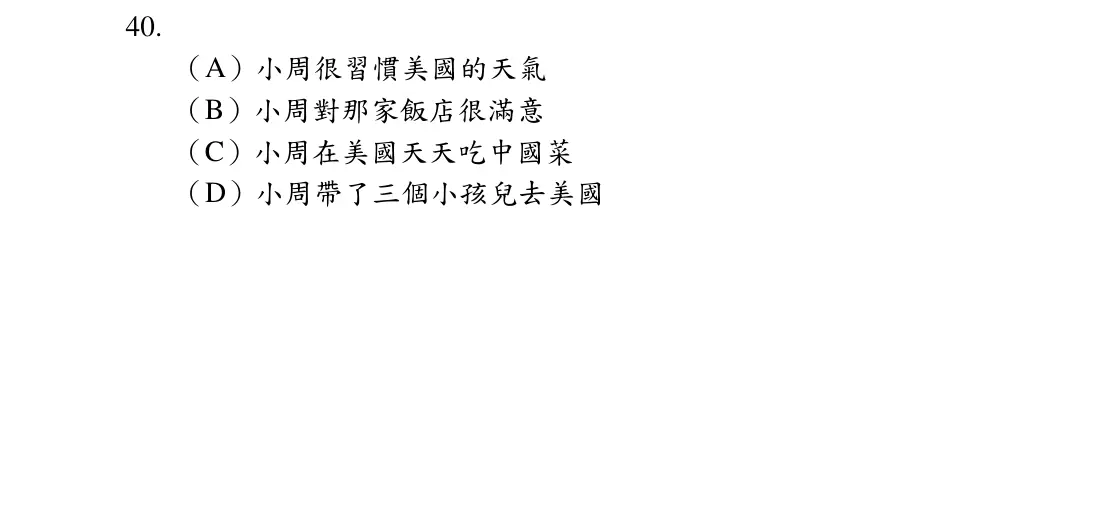 40.
（A）小周很習慣美國的天氣
（B）小周對那家飯店很滿意
（C）小周在美國天天吃中國菜
（D）小周帶了三個小孩兒去美國